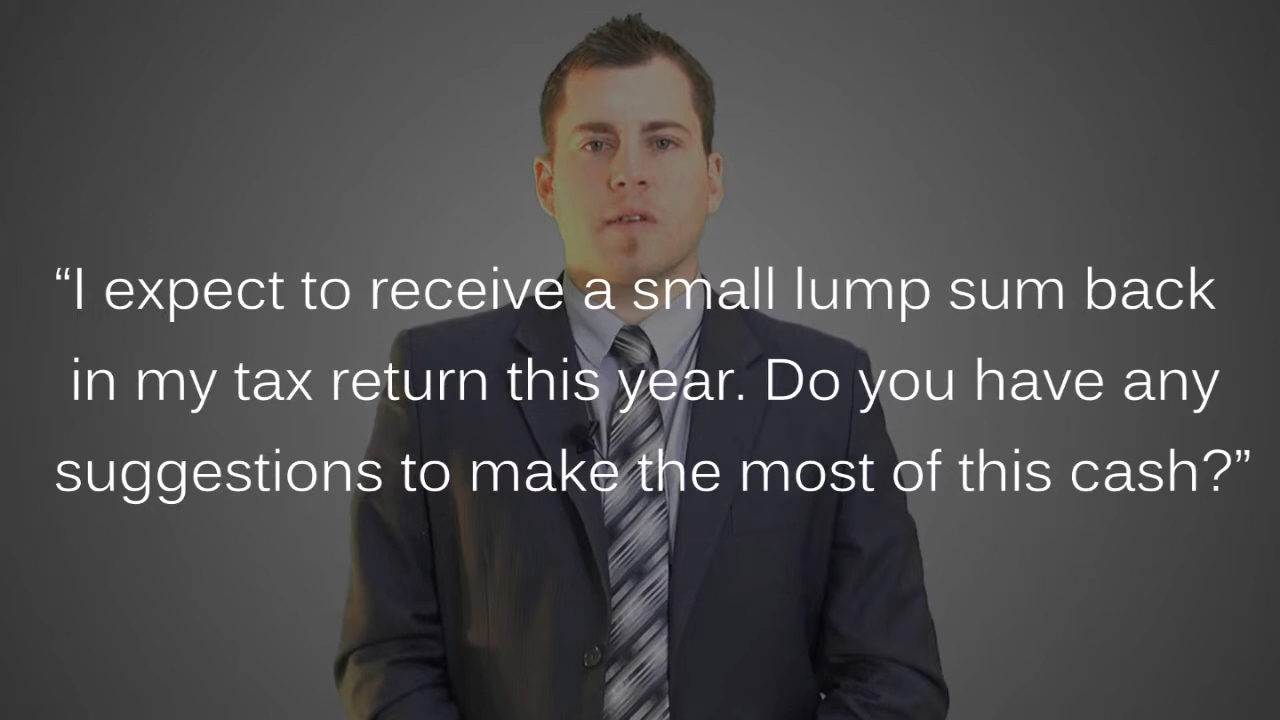 “I expect to receive a small lump sum back
in my tax return this year. Do you have any
suggestions to make the most of this cash?”